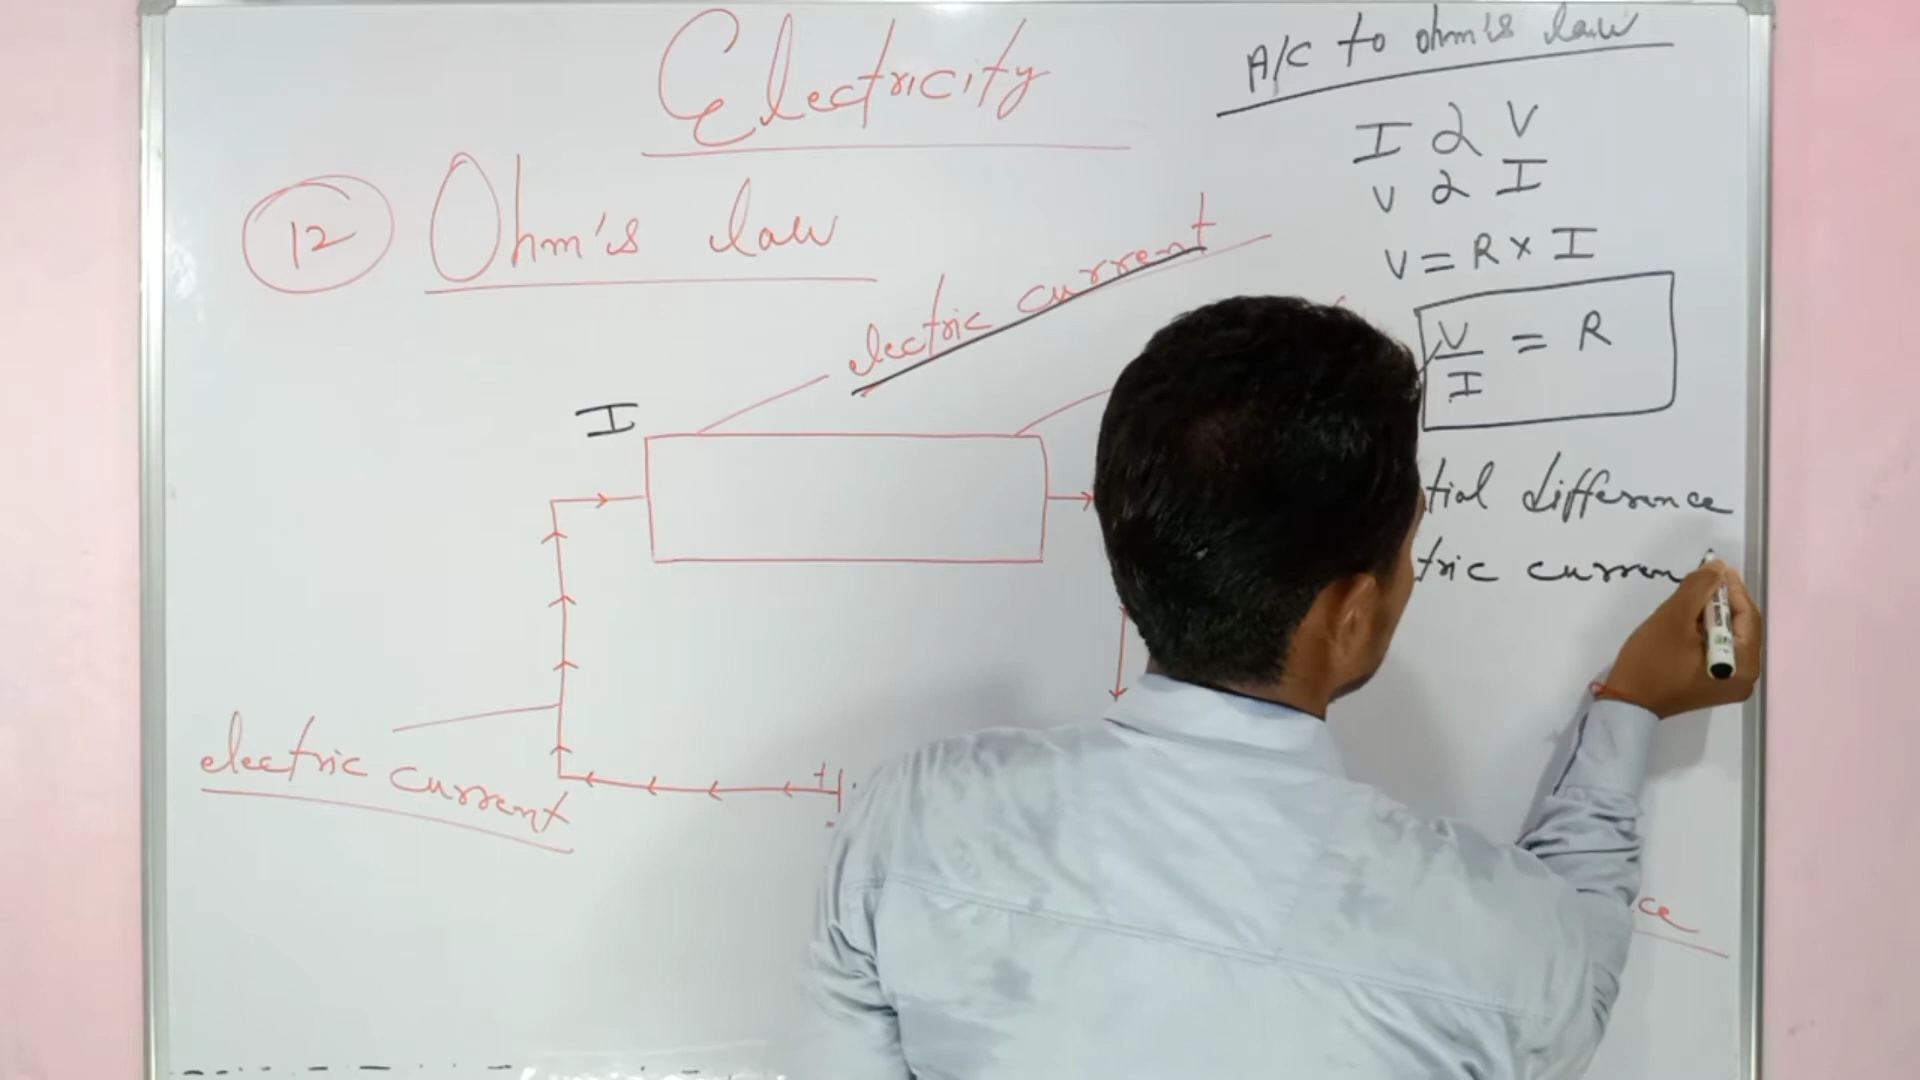 Electricity
12 Ohm's law
electric current
I
electric current
+
A/C to ohm's law
I α V
V α I
V = R × I
V/I = R
tial difference
tric curren
ce